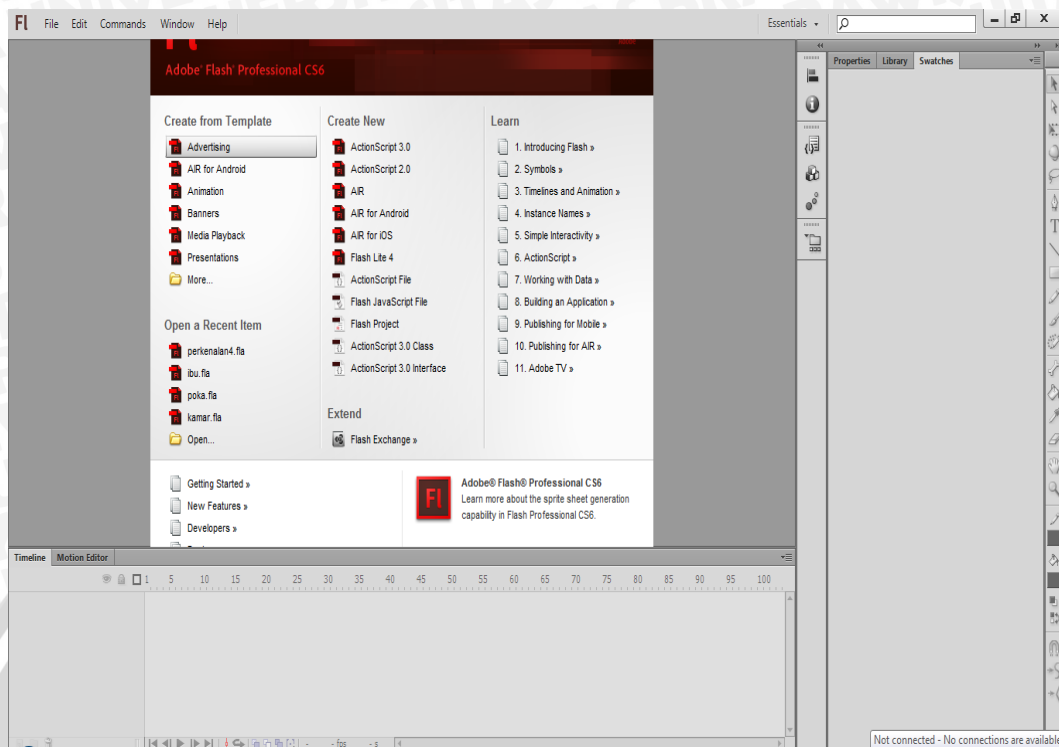 Fl File Edit Commands Window Help Essentials
Properties Library Swatches
Adobe® Flash® Professional CS6
Create from Template
Advertising
AIR for Android
Animation
Banners
Media Playback
Presentations
More...
Open a Recent Item
perkenalan4.fla
ibu.fla
poka.fla
kamar.fla
Open...
Create New
ActionScript 3.0
ActionScript 2.0
AIR
AIR for Android
AIR for iOS
Flash Lite 4
ActionScript File
Flash JavaScript File
Flash Project
ActionScript 3.0 Class
ActionScript 3.0 Interface
Extend
Flash Exchange »
Learn
1. Introducing Flash »
2. Symbols »
3. Timelines and Animation »
4. Instance Names »
5. Simple Interactivity »
6. ActionScript »
7. Working with Data »
8. Building an Application »
9. Publishing for Mobile »
10. Publishing for AIR »
11. Adobe TV »
Getting Started »
New Features »
Developers »
Fl
Adobe® Flash® Professional CS6
Learn more about the sprite sheet generation
capability in Flash Professional CS6.
Timeline Motion Editor
1 5 10 15 20 25 30 35 40 45 50 55 60 65 70 75 80 85 90 95 100
- - fps - s
Not connected - No connections are available